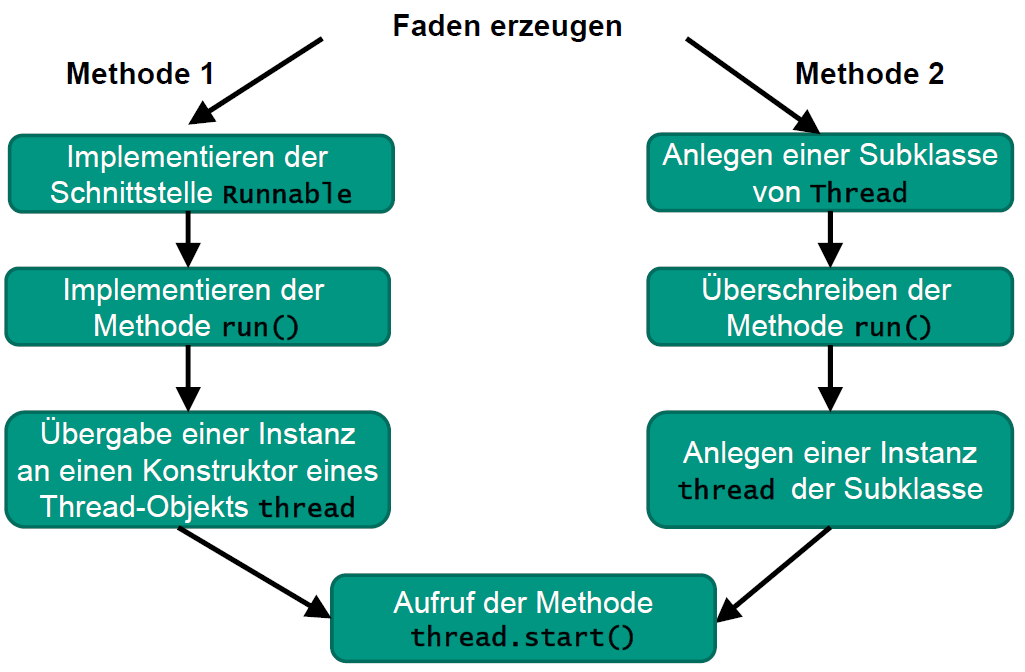 Faden erzeugen
Methode 1
Implementieren der
Schnittstelle Runnable
Implementieren der
Methode run()
Übergabe einer Instanz
an einen Konstruktor eines
Thread-Objekts thread
Methode 2
Anlegen einer Subklasse
von Thread
Überschreiben der
Methode run()
Anlegen einer Instanz
thread der Subklasse
Aufruf der Methode
thread.start()